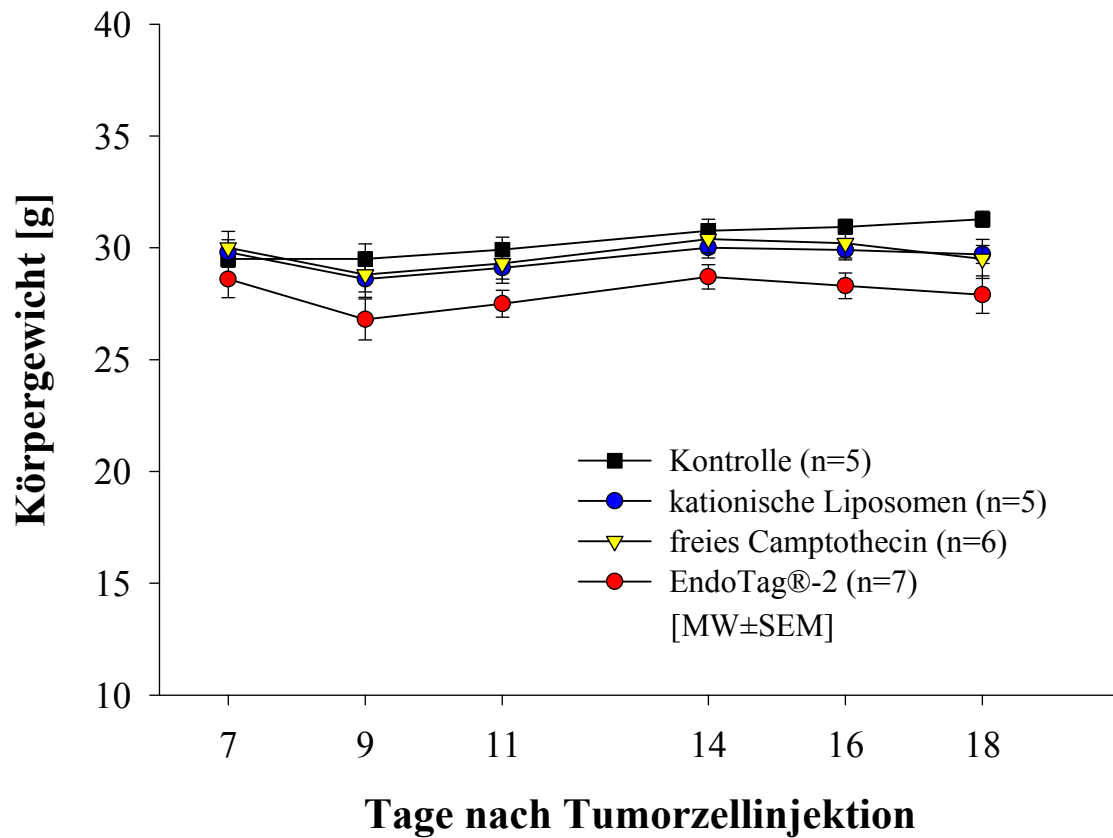 40
35
30
25
20
15
10
Körpergewicht [g]
Kontrolle (n=5)
kationische Liposomen (n=5)
freies Camptothecin (n=6)
EndoTag®-2 (n=7)
[MW±SEM]
7 9 11 14 16 18
Tage nach Tumorzellinjektion